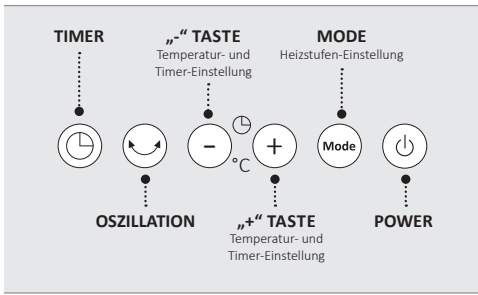 TIMER
„-“ TASTE
Temperatur- und
Timer-Einstellung
MODE
Heizstufen-Einstellung
– °C + Mode
OSZILLATION
„+“ TASTE
Temperatur- und
Timer-Einstellung
POWER